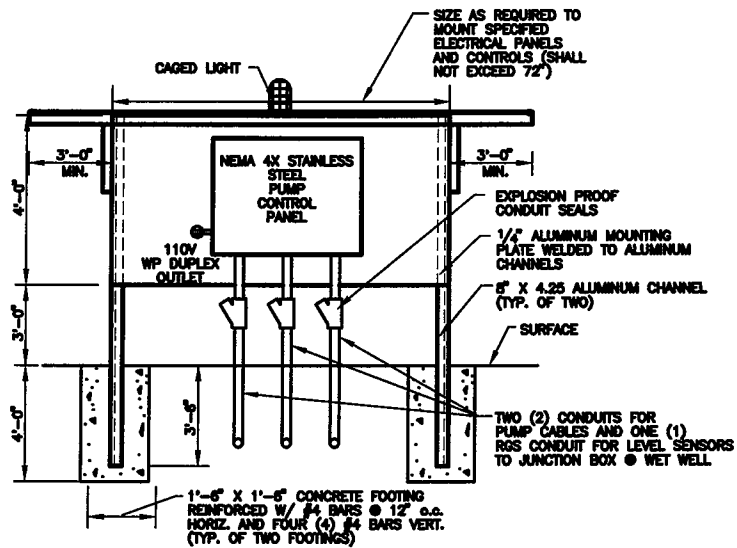 SIZE AS REQUIRED TO
MOUNT SPECIFIED
ELECTRICAL PANELS
AND CONTROLS (SHALL
NOT EXCEED 72")
CAGED LIGHT
3'-0"
MIN.
3'-0"
MIN.
NEMA 4X STAINLESS
STEEL
PUMP
CONTROL
PANEL
4'-0"
EXPLOSION PROOF
CONDUIT SEALS
110V
WP DUPLEX
OUTLET
1/4" ALUMINUM MOUNTING
PLATE WELDED TO ALUMINUM
CHANNELS
3'-0"
5" X 4.25 ALUMINUM CHANNEL
(TYP. OF TWO)
SURFACE
4'-0"
3'-6"
TWO (2) CONDUITS FOR
PUMP CABLES AND ONE (1)
RGS CONDUIT FOR LEVEL SENSORS
TO JUNCTION BOX @ WET WELL
1'-6" X 1'-6" CONCRETE FOOTING
REINFORCED W/ #4 BARS @ 12" o.c.
HORIZ. AND FOUR (4) #4 BARS VERT.
(TYP. OF TWO FOOTINGS)